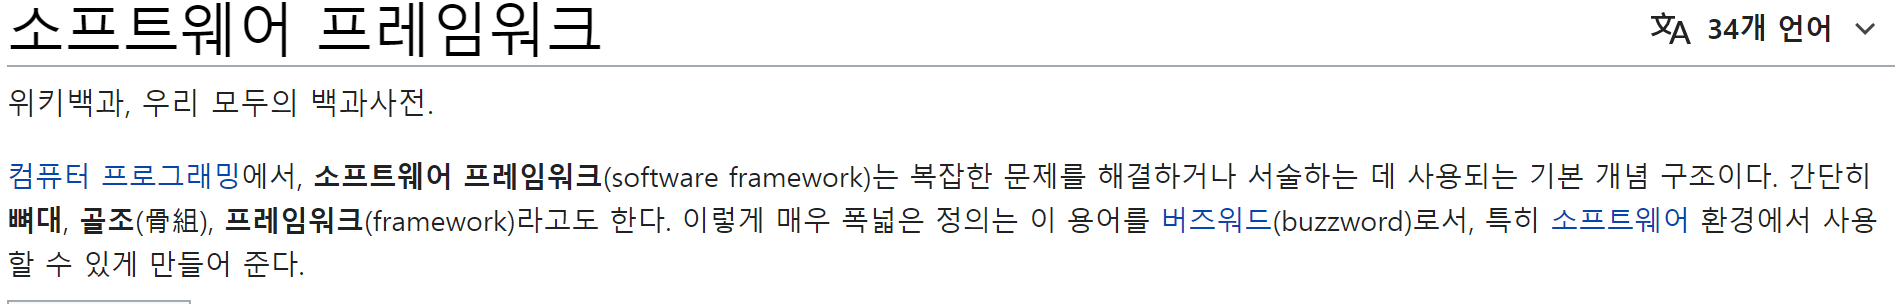 소프트웨어 프레임워크
文A 34개 언어
위키백과, 우리 모두의 백과사전.
컴퓨터 프로그래밍에서, 소프트웨어 프레임워크(software framework)는 복잡한 문제를 해결하거나 서술하는 데 사용되는 기본 개념 구조이다. 간단히
뼈대, 골조(骨組), 프레임워크(framework)라고도 한다. 이렇게 매우 폭넓은 정의는 이 용어를 버즈워드(buzzword)로서, 특히 소프트웨어 환경에서 사용
할 수 있게 만들어 준다.